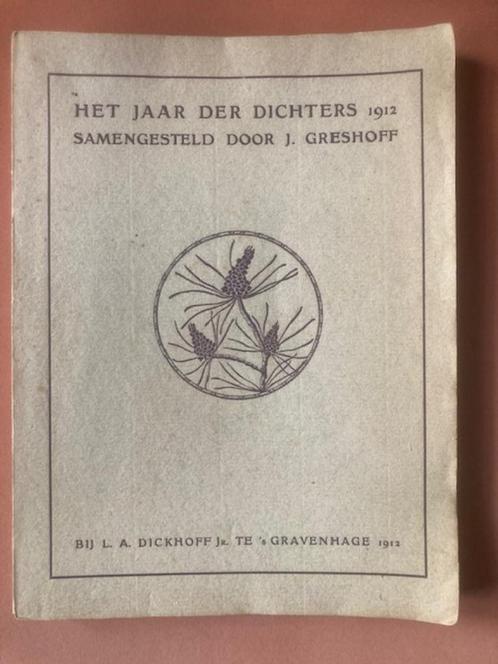 HET JAAR DER DICHTERS 1912
SAMENGESTELD DOOR J. GRESHOFF
BIJ L. A. DICKHOFF Jr. TE 's GRAVENHAGE 1912